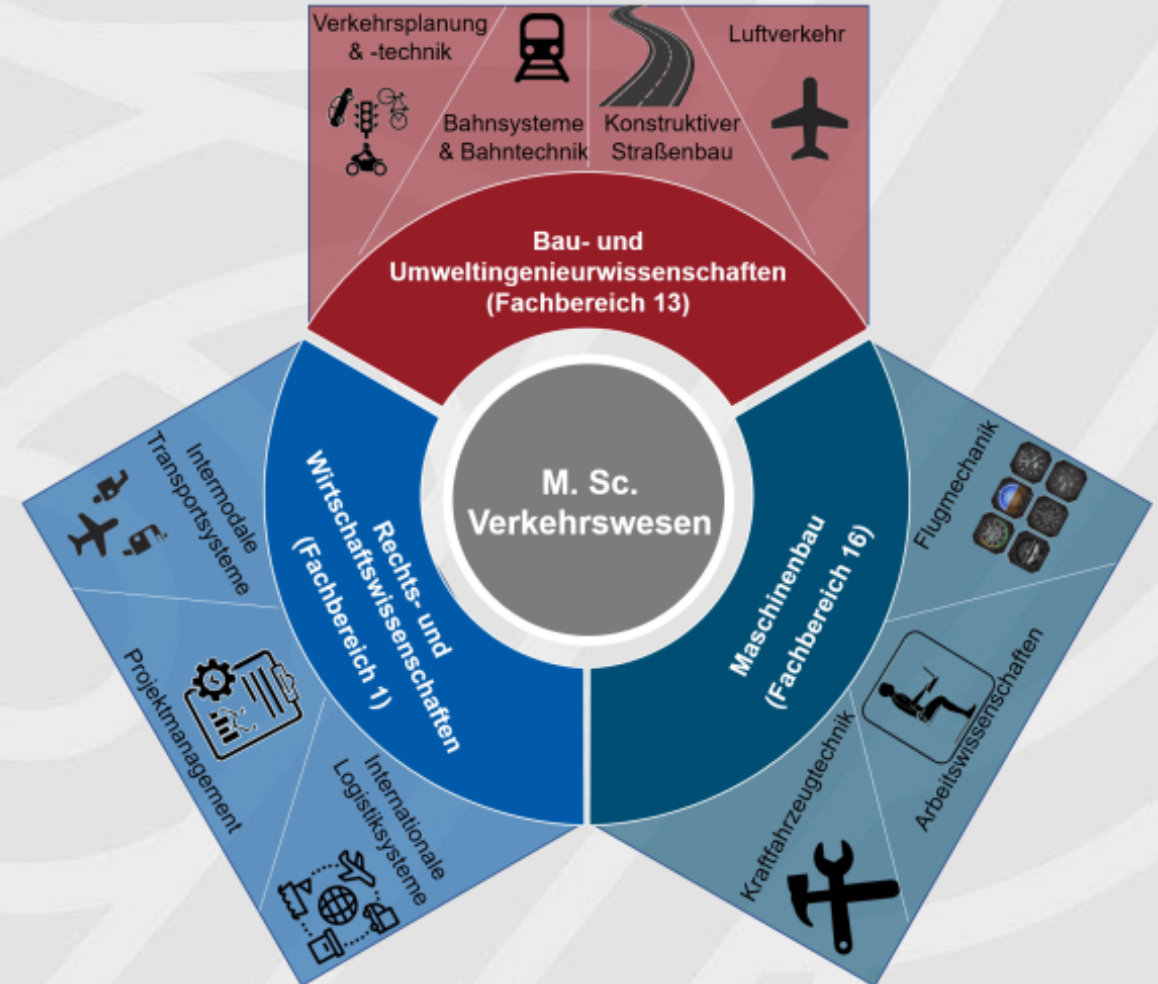 Verkehrsplanung
& -technik
Bahnsysteme
& Bahntechnik
Konstruktiver
Straßenbau
Luftverkehr
Bau- und
Umweltingenieurwissenschaften
(Fachbereich 13)
M. Sc.
Verkehrswesen
Intermodale
Transportsysteme
Projektmanagement
Internationale
Logistiksysteme
Rechts- und
Wirtschaftswissenschaften
(Fachbereich 1)
Maschinenbau
(Fachbereich 16)
Flugmechanik
Arbeitswissenschaften
Kraftfahrzeugtechnik